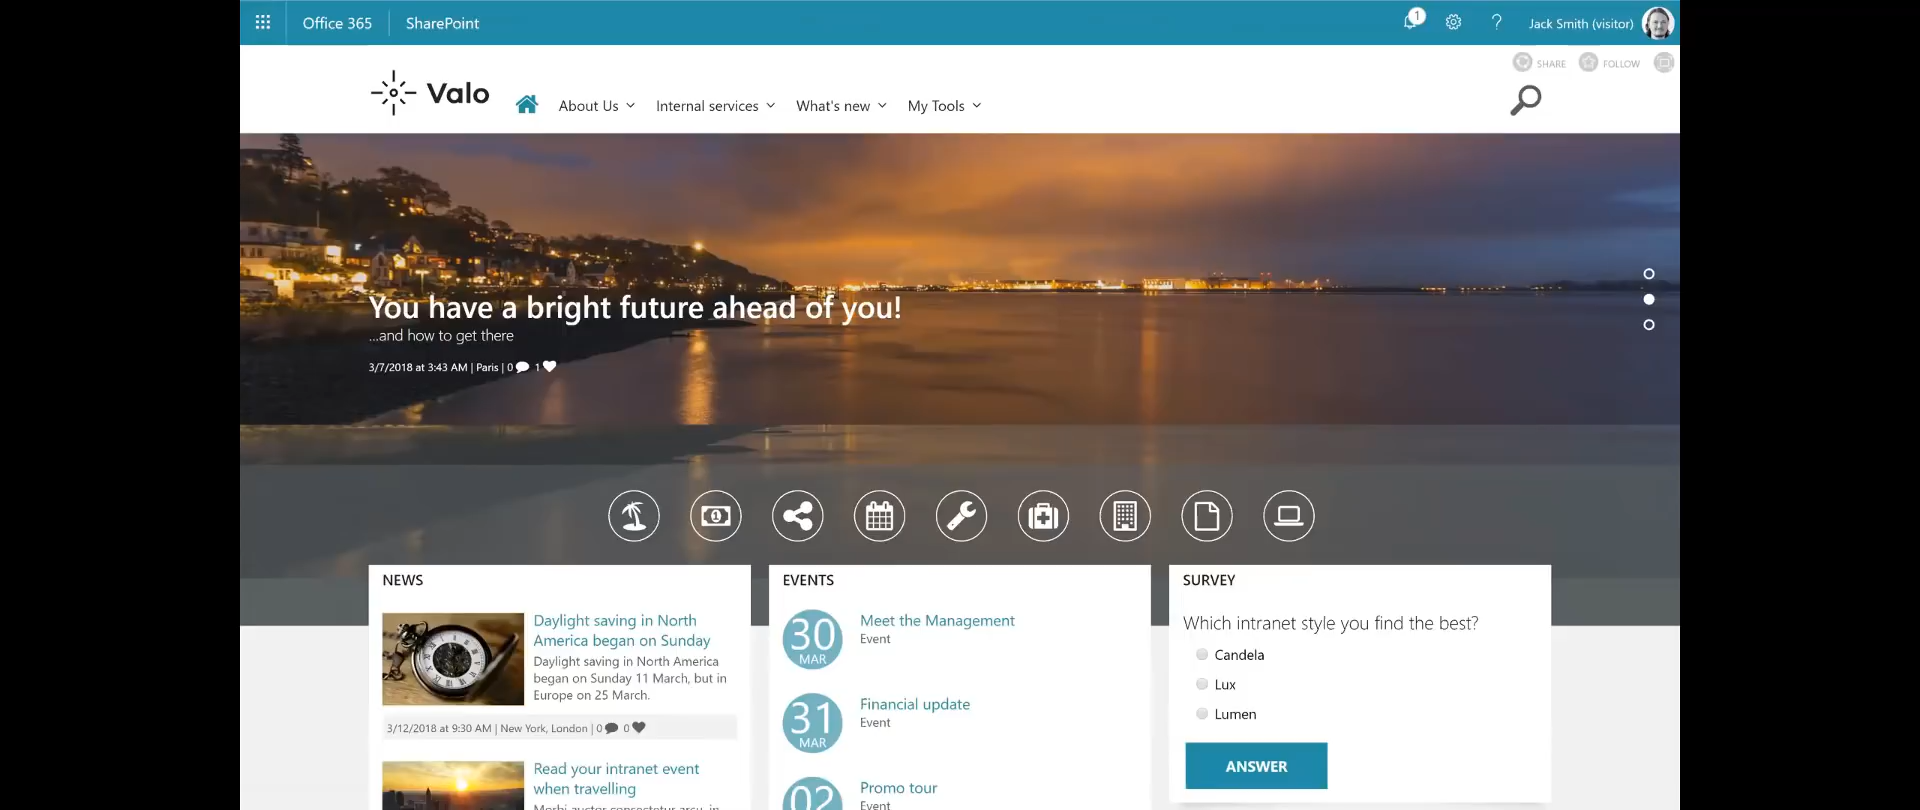 Office 365
SharePoint
1
Jack Smith (visitor)
SHARE
FOLLOW
Valo
About Us
Internal services
What's new
My Tools
You have a bright future ahead of you!
...and how to get there
3/7/2018 at 3:43 AM | Paris | 0 1
NEWS
Daylight saving in North
America began on Sunday
Daylight saving in North America
began on Sunday 11 March, but in
Europe on 25 March.
3/12/2018 at 9:30 AM | New York, London | 0 0
Read your intranet event
when travelling
EVENTS
30
MAR
Meet the Management
Event
31
MAR
Financial update
Event
02
Promo tour
Event
SURVEY
Which intranet style you find the best?
Candela
Lux
Lumen
ANSWER